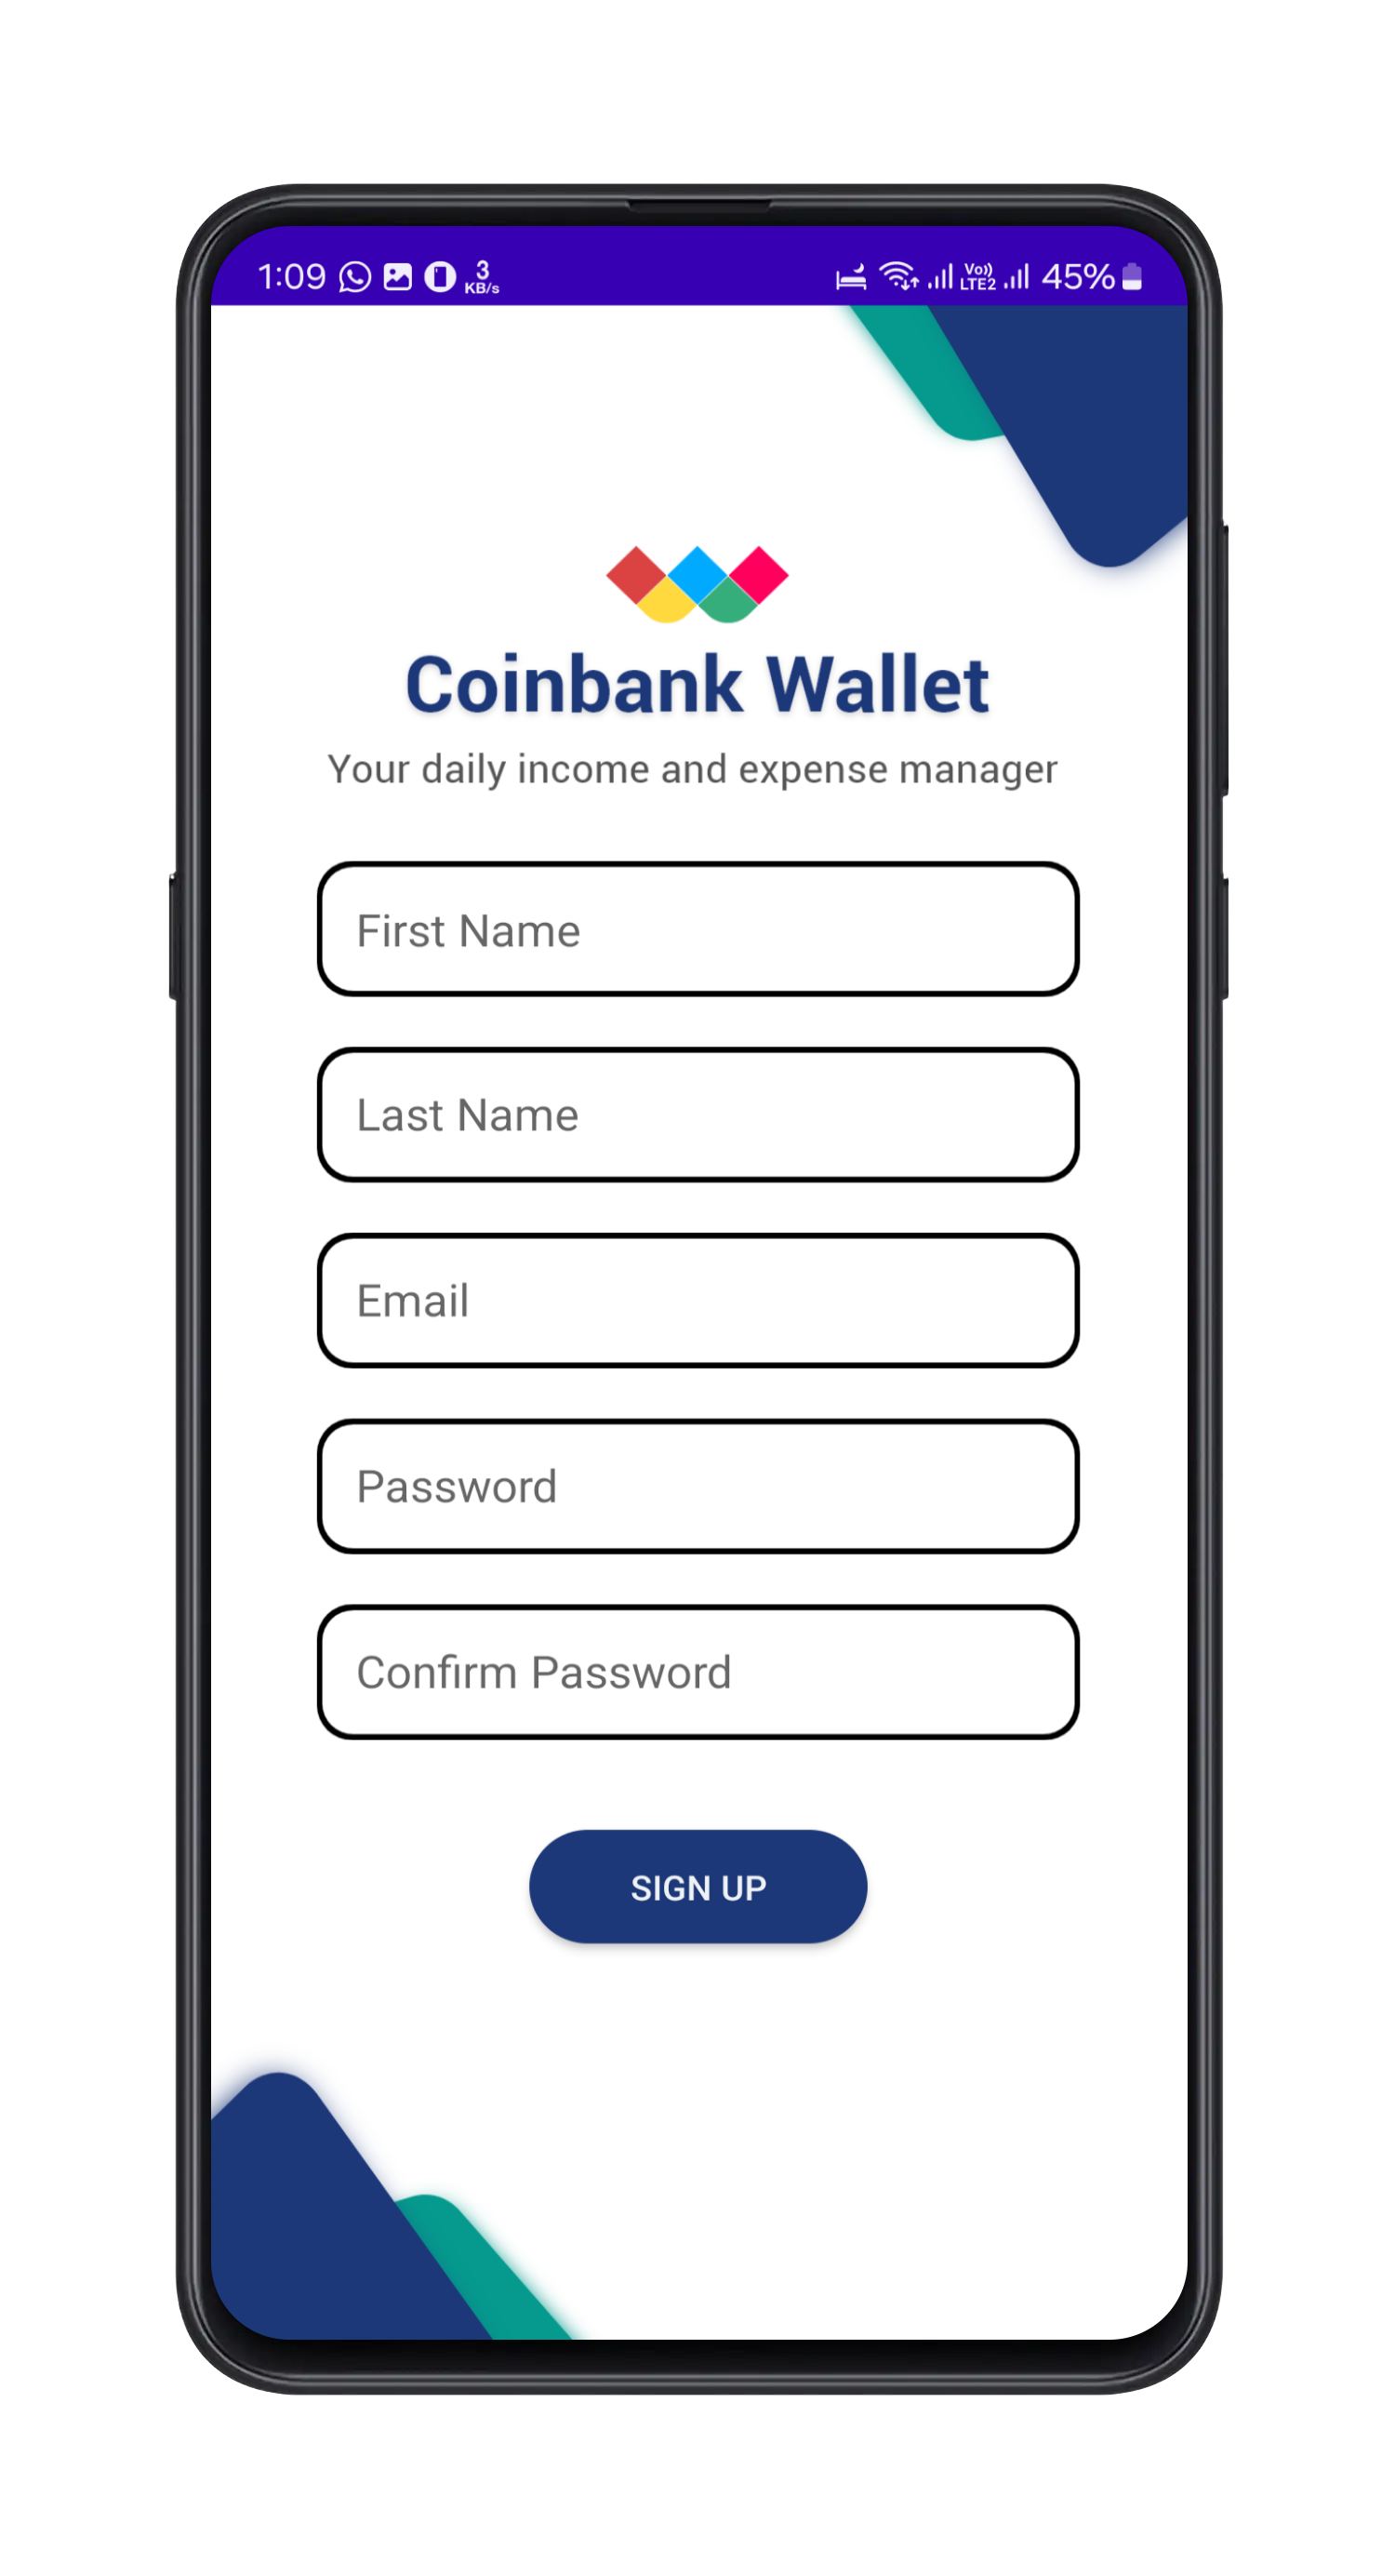 1:09 3 KB/s Vo)) LTE2 45%
Coinbank Wallet
Your daily income and expense manager
First Name
Last Name
Email
Password
Confirm Password
SIGN UP